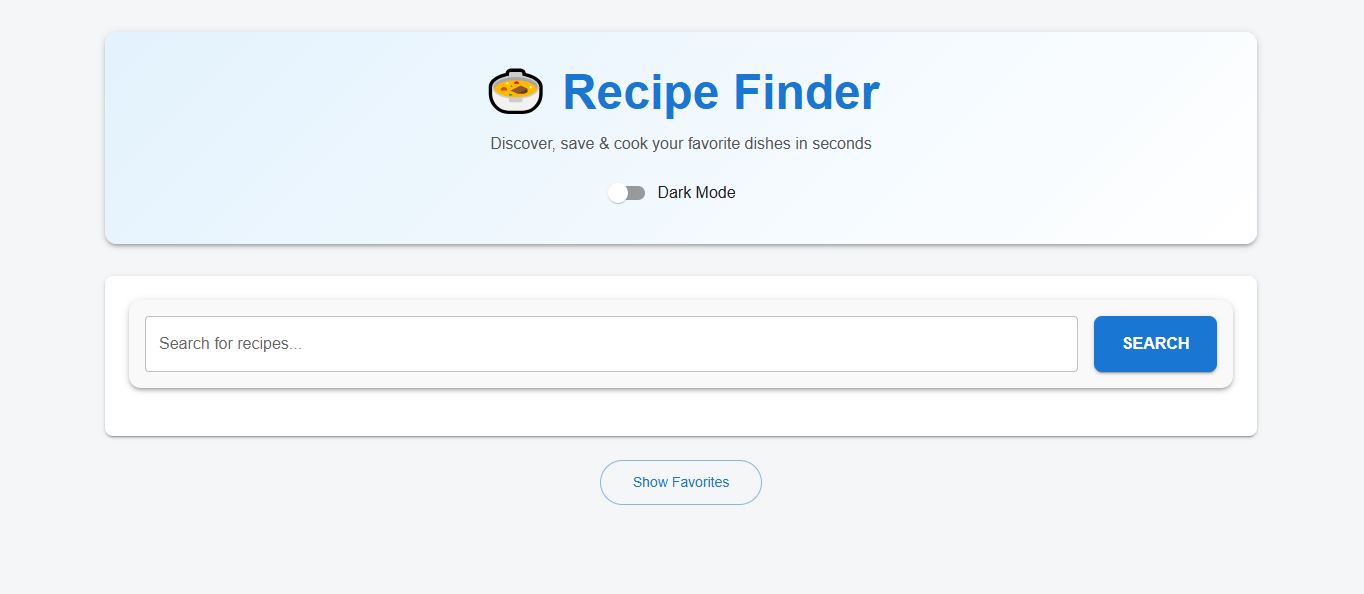 Recipe Finder
Discover, save & cook your favorite dishes in seconds
Dark Mode
Search for recipes...
SEARCH
Show Favorites